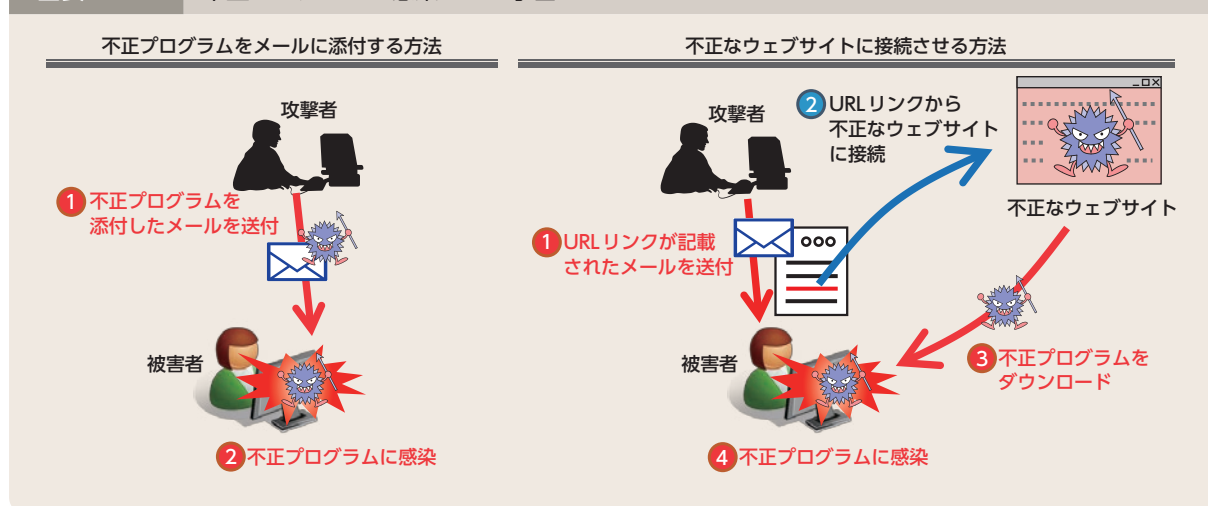 不正プログラムをメールに添付する方法
攻撃者
1 不正プログラムを
添付したメールを送付
被害者
2 不正プログラムに感染
不正なウェブサイトに接続させる方法
攻撃者
1 URLリンクが記載
されたメールを送付
2 URLリンクから
不正なウェブサイト
に接続
不正なウェブサイト
3 不正プログラムを
ダウンロード
被害者
4 不正プログラムに感染